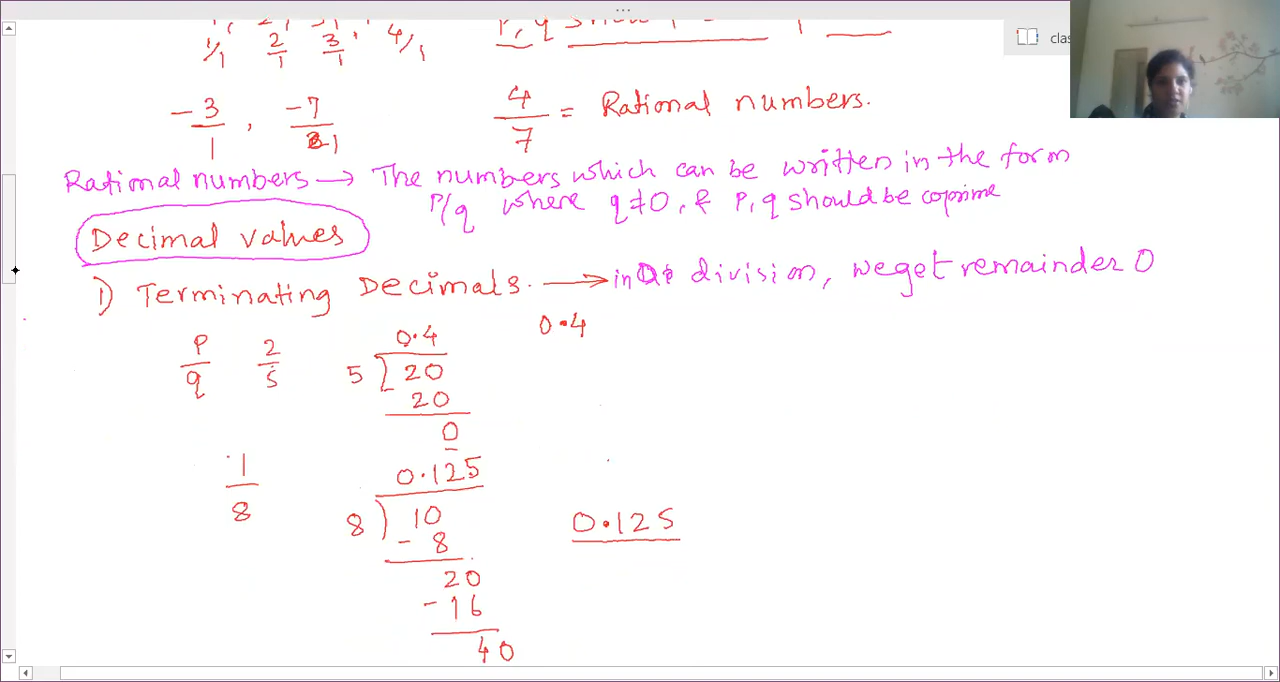 1/1 2/1 3/1 , 4/1
-3/1 , -7/1
4/7 = Rational numbers.
Rational numbers → The numbers which can be written in the form
P/q where q≠0, & P, q should be coprime
Decimal values
1) Terminating Decimals. → in division, we get remainder 0
P/q 2/5
0.4
5 20
20
0
0.4
1/8
0.125
8 10
- 8
20
- 16
40
0.125
clas